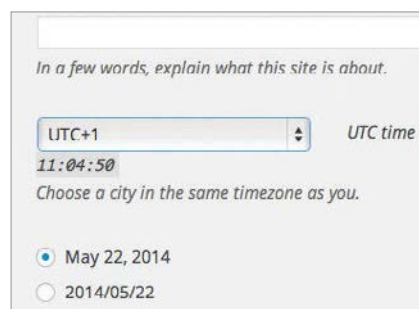 In a few words, explain what this site is about.
UTC+1 UTC time
11:04:50
Choose a city in the same timezone as you.
May 22, 2014
2014/05/22